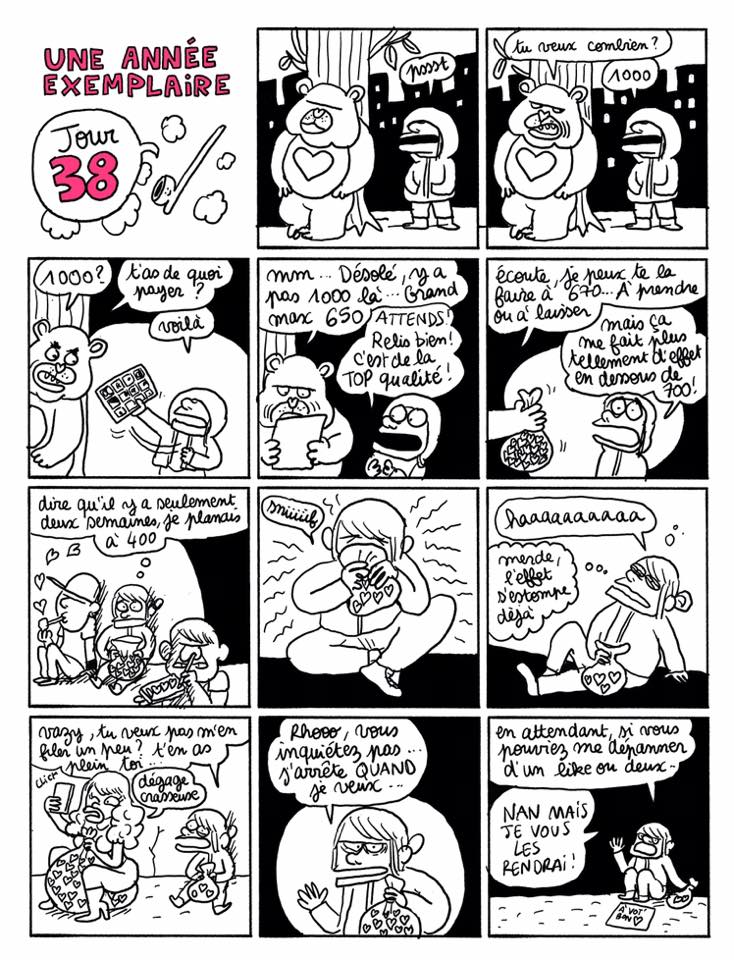 UNE ANNÉE
EXEMPLAIRE
Jour
38
pssst
tu veux combien ?
1000
1000 ?
t'as de quoi
payer ?
voilà
mm... Désolé, y a
pas 1000 là... Grand
max 650
ATTENDS !
Relis bien !
c'est de la
TOP qualité !
écoute, je peux te la
faire à 670... À prendre
ou à laisser
mais ça
me fait plus
tellement d'effet
en dessous de
700 !
dire qu'il y a seulement
deux semaines, je planais
à 400
sniiiif
haaaaaaaaaa
merde,
l'effet
s'estompe
déjà
vazy, tu veux pas m'en
filer un peu ? t'en as
plein toi...
CLICK
dégage
crasseuse
Rhooo, vous
inquiétez pas...
j'arrête QUAND
je veux...
en attendant, si vous
pouviez me dépanner
d'un like ou deux..
NAN MAIS
JE VOUS
LES
RENDRAI !
À VOT'
BON